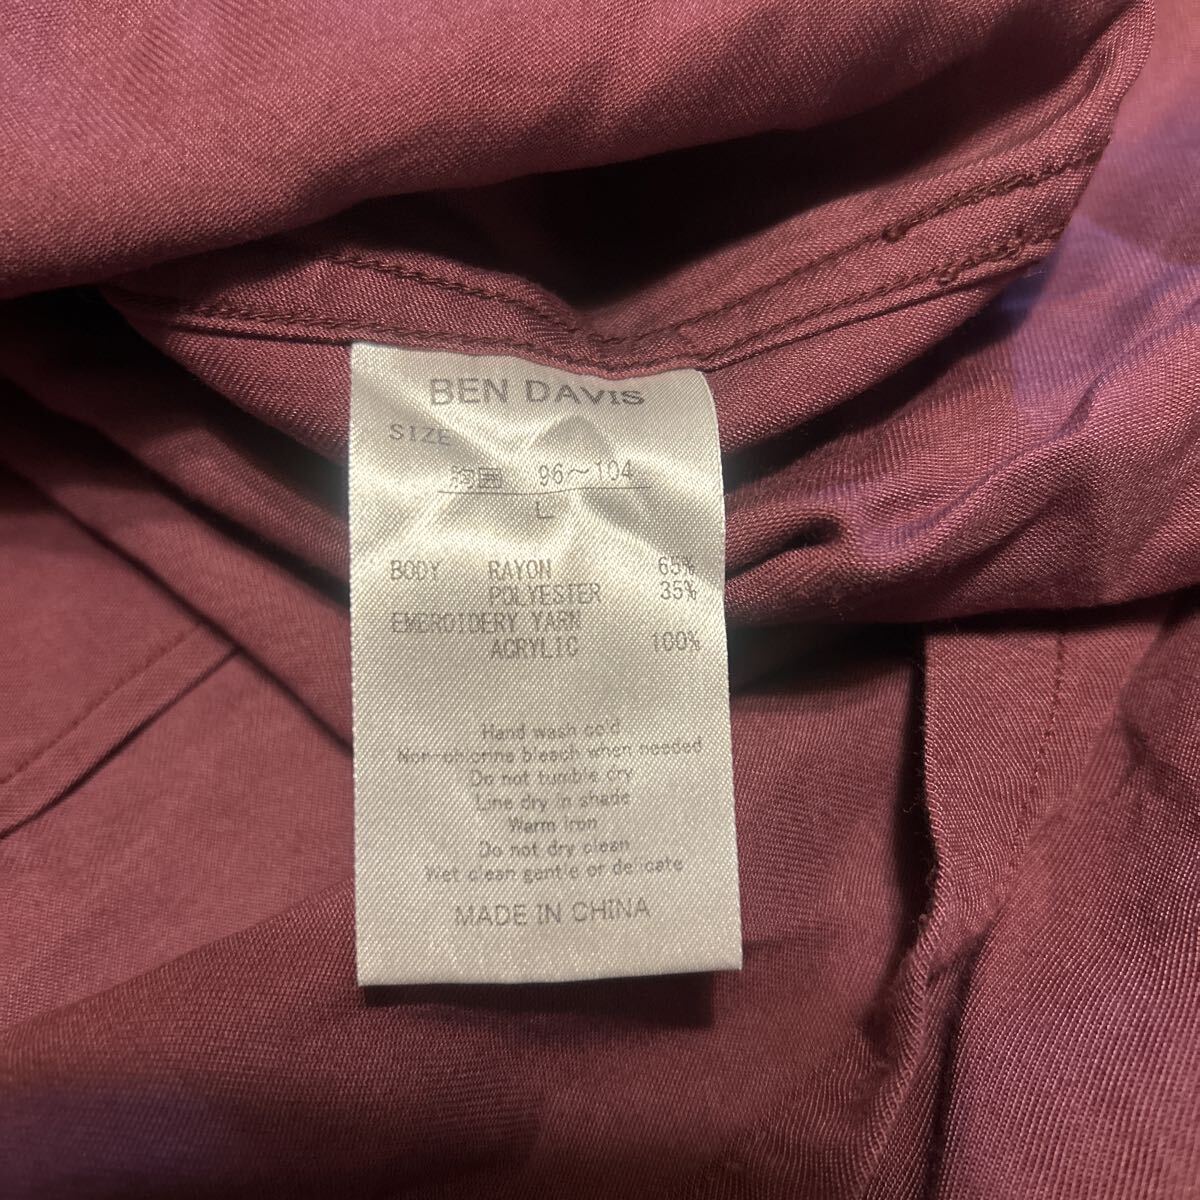 BEN DAVIS
SIZE
胸囲 96～104
L
BODY RAYON 65%
POLYESTER 35%
EMBROIDERY YARN
ACRYLIC 100%
Hand wash cold
Non-chlorine bleach when needed
Do not tumble dry
Line dry in shade
Warm iron
Do not dry clean
Wet clean gentle or delicate
MADE IN CHINA